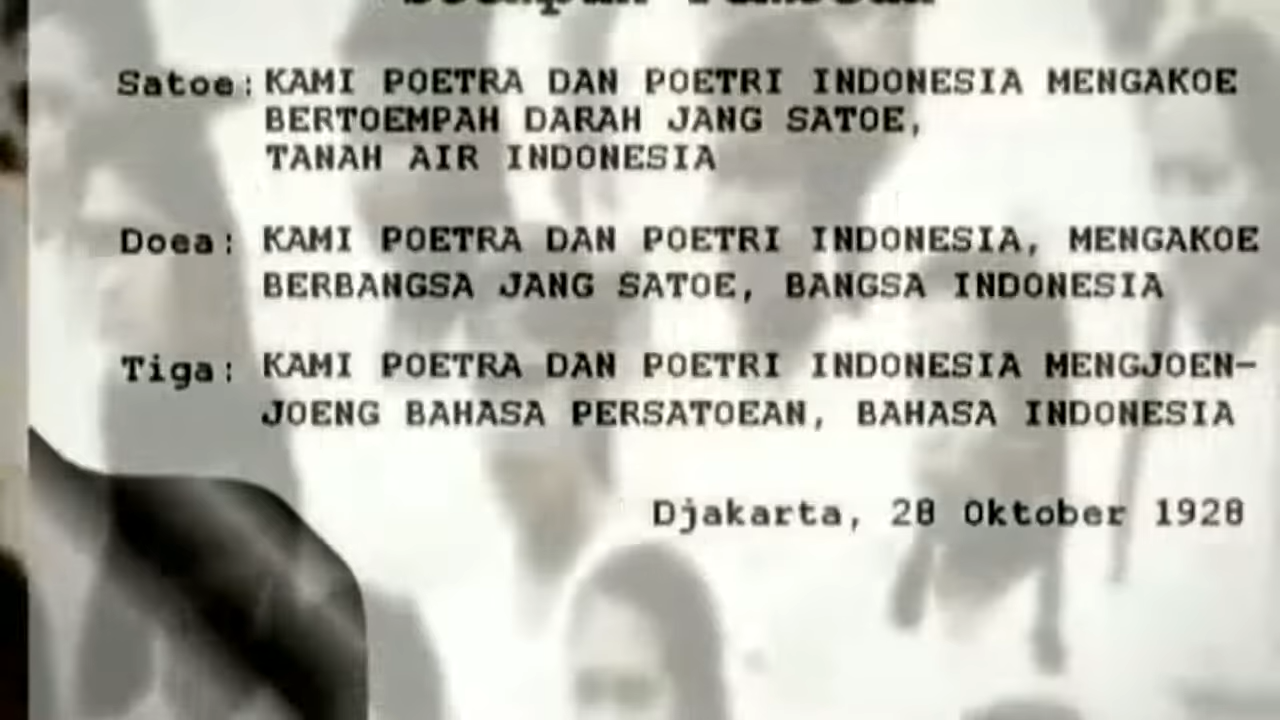 Satoe: KAMI POETRA DAN POETRI INDONESIA MENGAKOE
BERTOEMPAH DARAH JANG SATOE,
TANAH AIR INDONESIA
Doea: KAMI POETRA DAN POETRI INDONESIA, MENGAKOE
BERBANGSA JANG SATOE, BANGSA INDONESIA
Tiga: KAMI POETRA DAN POETRI INDONESIA MENGJOEN-
JOENG BAHASA PERSATOEAN, BAHASA INDONESIA
Djakarta, 28 Oktober 1928